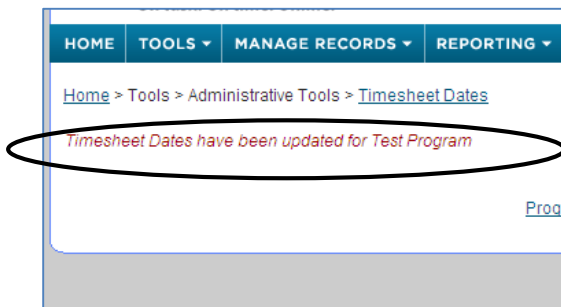 HOME TOOLS ▾ MANAGE RECORDS ▾ REPORTING ▾
Home > Tools > Administrative Tools > Timesheet Dates
Timesheet Dates have been updated for Test Program